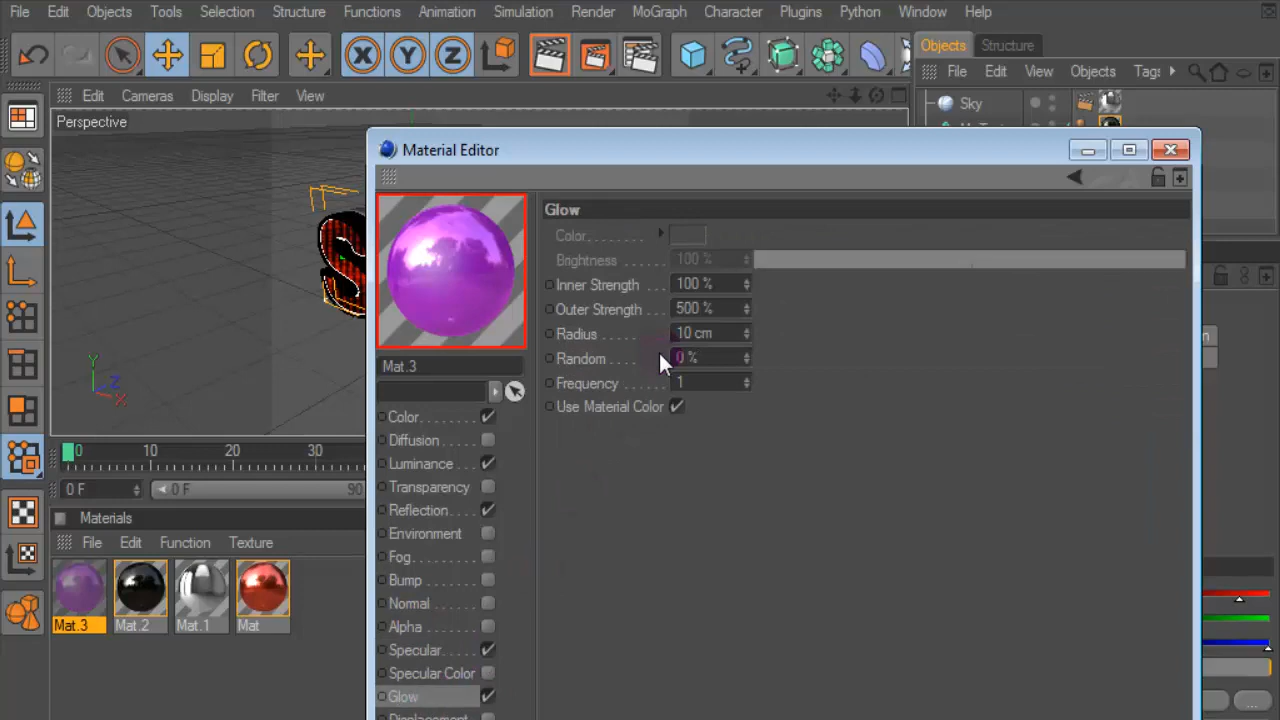 File Edit Objects Tools Selection Structure Functions Animation Simulation Render MoGraph Character Plugins Python Window Help
X Y Z
Objects Structure
File Edit View Objects Tags
Edit Cameras Display Filter View
Sky
Perspective
Material Editor
Glow
Color
Brightness 100 %
Inner Strength 100 %
Outer Strength 500 %
Radius 10 cm
Random 0 %
Frequency 1
Use Material Color
Mat.3
Color
Diffusion
Luminance
Transparency
Reflection
Environment
Fog
Bump
Normal
Alpha
Specular
Specular Color
Glow
Displacement
S
Y Z X
0 10 20 30
0 F 0 F 90
Materials
File Edit Function Texture
Mat.3 Mat.2 Mat.1 Mat
...